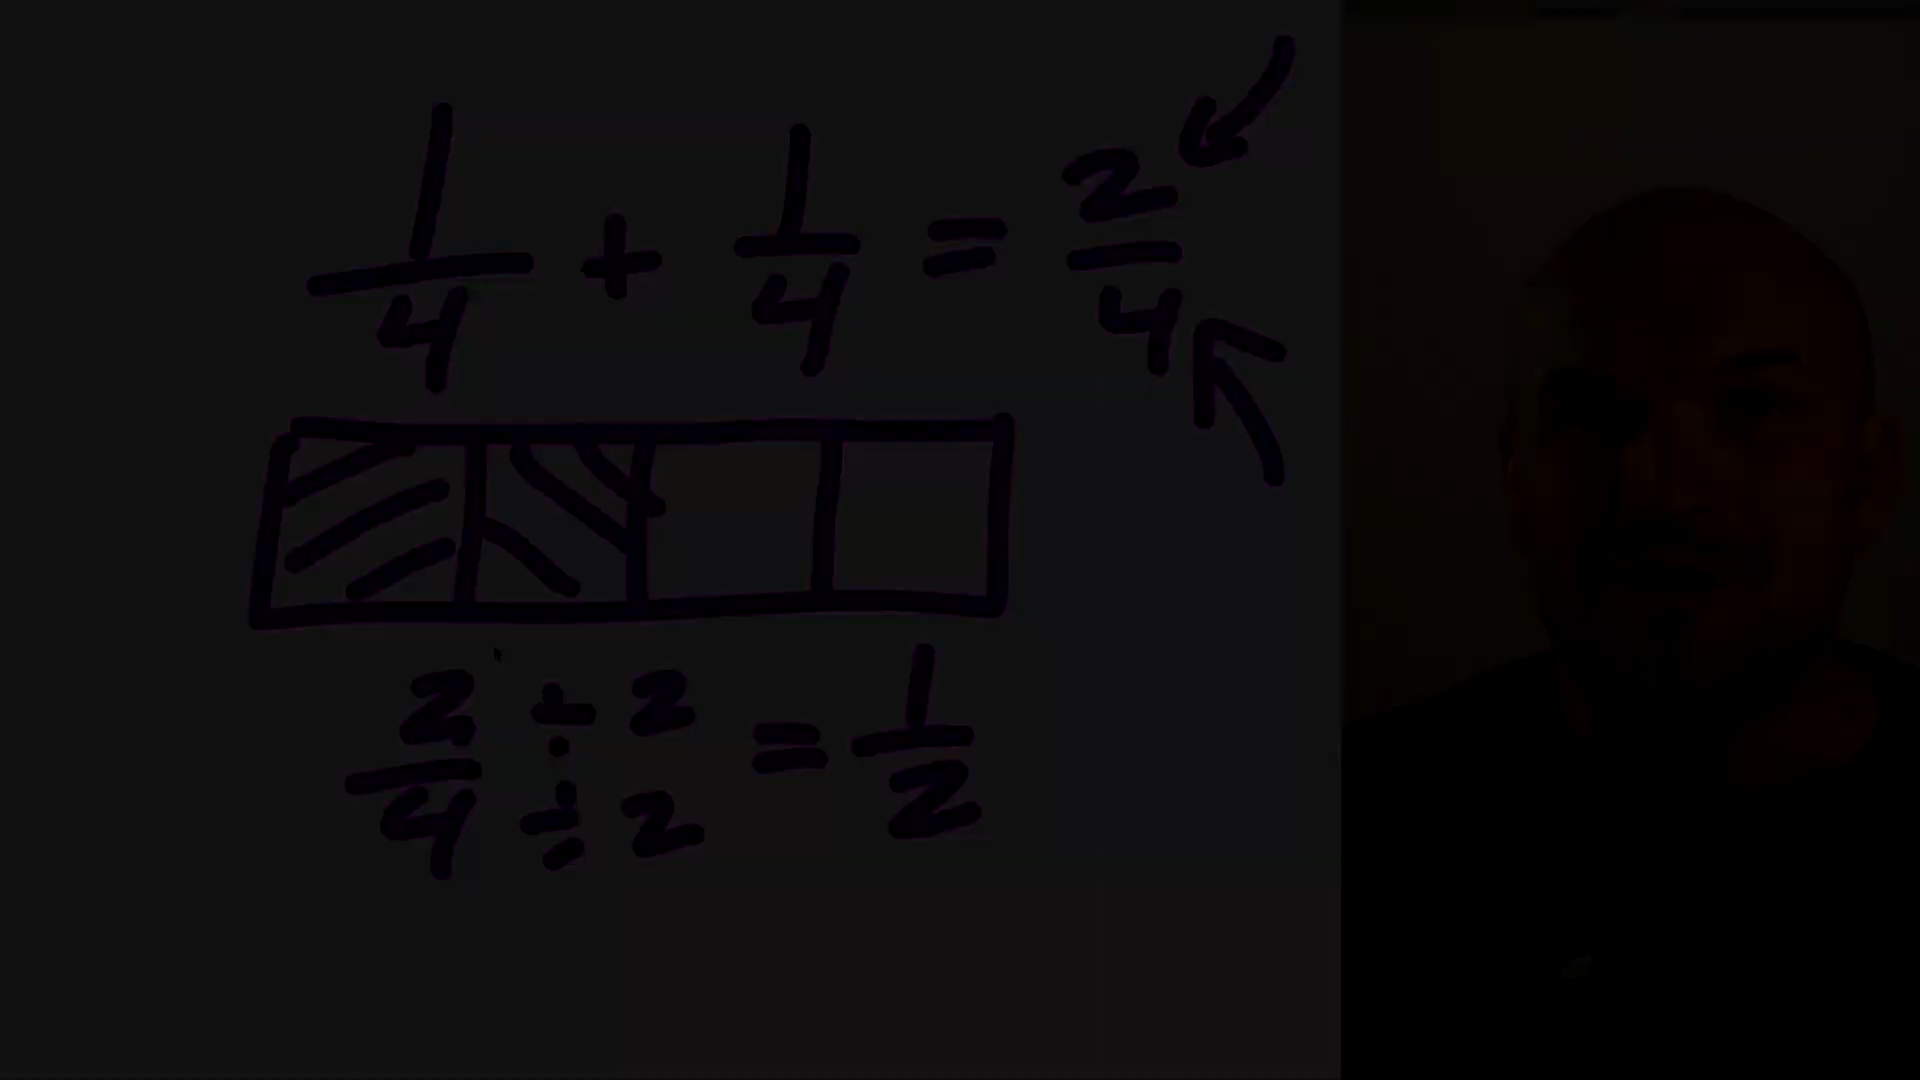 1/4 + 1/4 = 2/4
2/4 ÷ 2/÷ 2 = 1/2